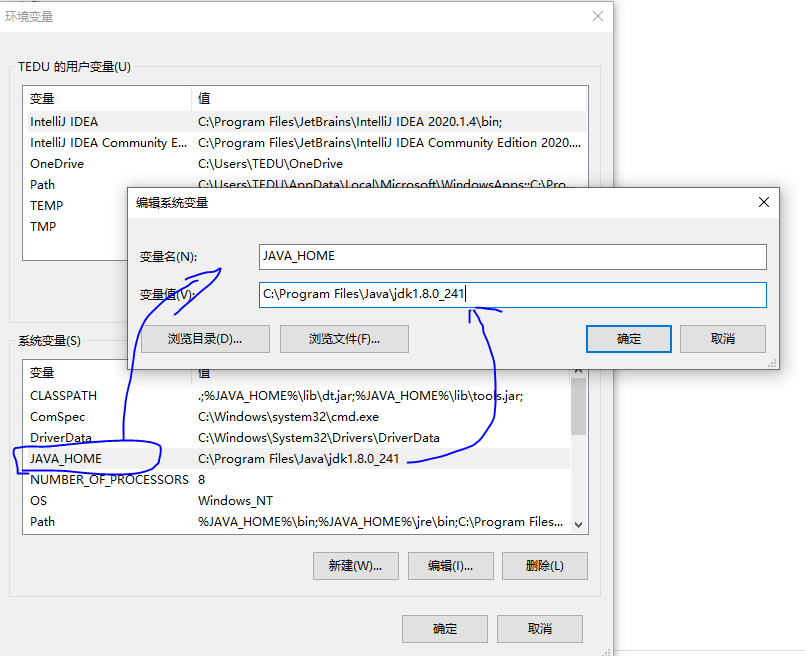 环境变量
TEDU 的用户变量(U)
变量 值
IntelliJ IDEA C:\Program Files\JetBrains\IntelliJ IDEA 2020.1.4\bin;
IntelliJ IDEA Community E... C:\Program Files\JetBrains\IntelliJ IDEA Community Edition 2020....
OneDrive C:\Users\TEDU\OneDrive
Path C:\Users\TEDU\AppData\Local\Microsoft\WindowsApps;;C:\Pro...
TEMP
TMP
编辑系统变量
变量名(N): JAVA_HOME
变量值(V): C:\Program Files\Java\jdk1.8.0_241
浏览目录(D)... 浏览文件(F)... 确定 取消
系统变量(S)
变量 值
CLASSPATH .;%JAVA_HOME%\lib\dt.jar;%JAVA_HOME%\lib\tools.jar;
ComSpec C:\Windows\system32\cmd.exe
DriverData C:\Windows\System32\Drivers\DriverData
JAVA_HOME C:\Program Files\Java\jdk1.8.0_241
NUMBER_OF_PROCESSORS 8
OS Windows_NT
Path %JAVA_HOME%\bin;%JAVA_HOME%\jre\bin;C:\Program Files...
新建(W)... 编辑(I)... 删除(L)
确定 取消